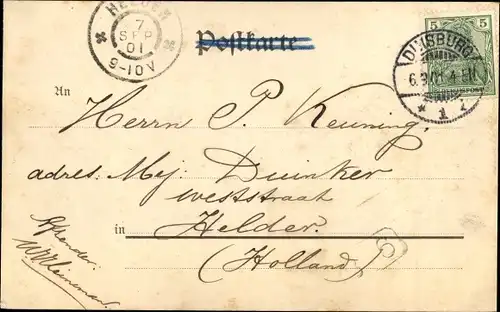 HELDER
7
SEP
01
9-10V
Postkarte
5 5
DUISBURG
6.9.01.4-5N
* 1 *
An
Herrn P. Keuning,
adres: Mej. Duinker
weststraat
in Helder.
(Holland)
Afzender: